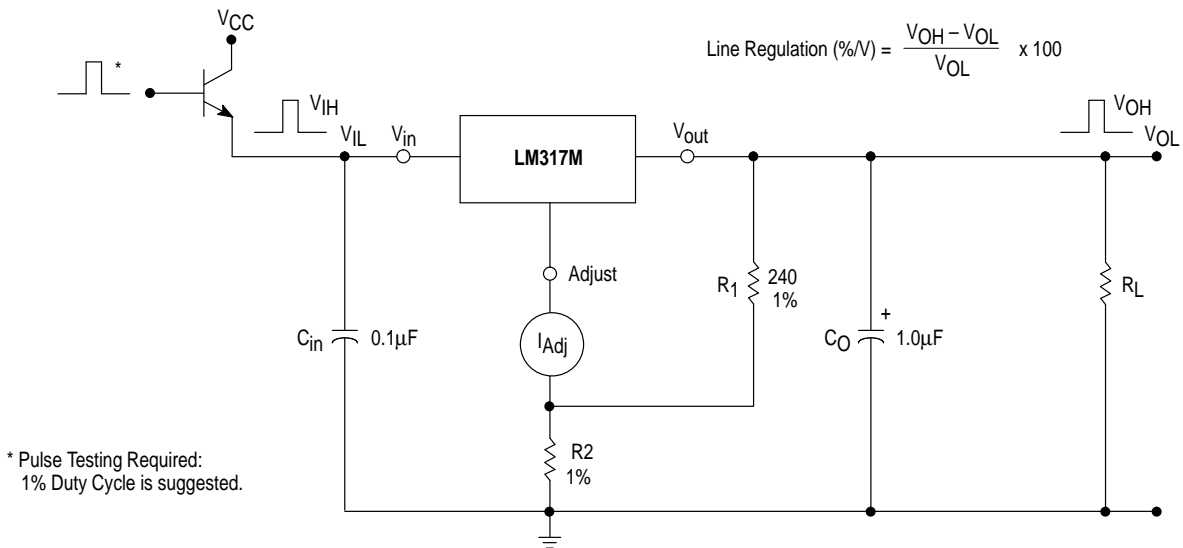 VCC
*
Line Regulation (%/V) = VOH – VOL / VOL x 100
VIH
VIL
Vin
LM317M
Vout
VOH
VOL
Adjust
R1
240
1%
RL
Cin
0.1µF
IAdj
CO
+
1.0µF
R2
1%
* Pulse Testing Required:
1% Duty Cycle is suggested.